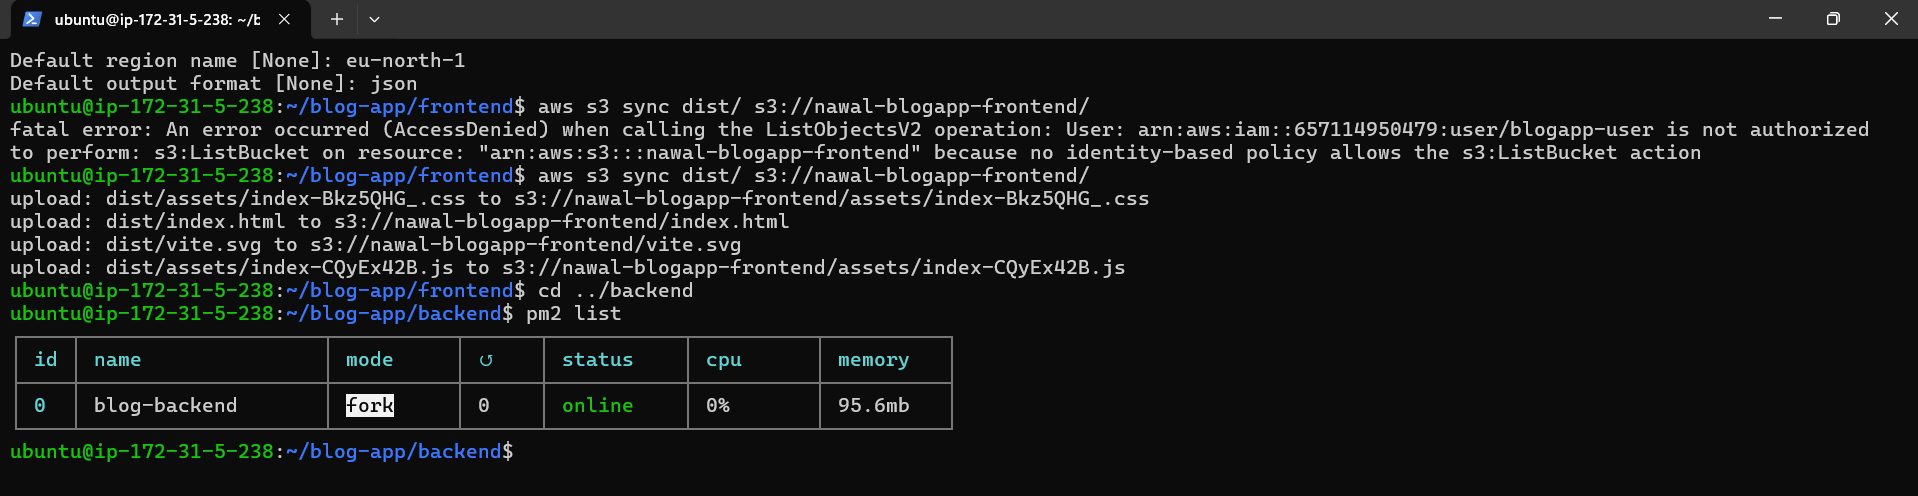 ubuntu@ip-172-31-5-238: ~/b
Default region name [None]: eu-north-1
Default output format [None]: json
ubuntu@ip-172-31-5-238:~/blog-app/frontend$ aws s3 sync dist/ s3://nawal-blogapp-frontend/
fatal error: An error occurred (AccessDenied) when calling the ListObjectsV2 operation: User: arn:aws:iam::657114950479:user/blogapp-user is not authorized
to perform: s3:ListBucket on resource: "arn:aws:s3:::nawal-blogapp-frontend" because no identity-based policy allows the s3:ListBucket action
ubuntu@ip-172-31-5-238:~/blog-app/frontend$ aws s3 sync dist/ s3://nawal-blogapp-frontend/
upload: dist/assets/index-Bkz5QHG_.css to s3://nawal-blogapp-frontend/assets/index-Bkz5QHG_.css
upload: dist/index.html to s3://nawal-blogapp-frontend/index.html
upload: dist/vite.svg to s3://nawal-blogapp-frontend/vite.svg
upload: dist/assets/index-CQyEx42B.js to s3://nawal-blogapp-frontend/assets/index-CQyEx42B.js
ubuntu@ip-172-31-5-238:~/blog-app/frontend$ cd ../backend
ubuntu@ip-172-31-5-238:~/blog-app/backend$ pm2 list
id name mode ↺ status cpu memory
0 blog-backend fork 0 online 0% 95.6mb
ubuntu@ip-172-31-5-238:~/blog-app/backend$